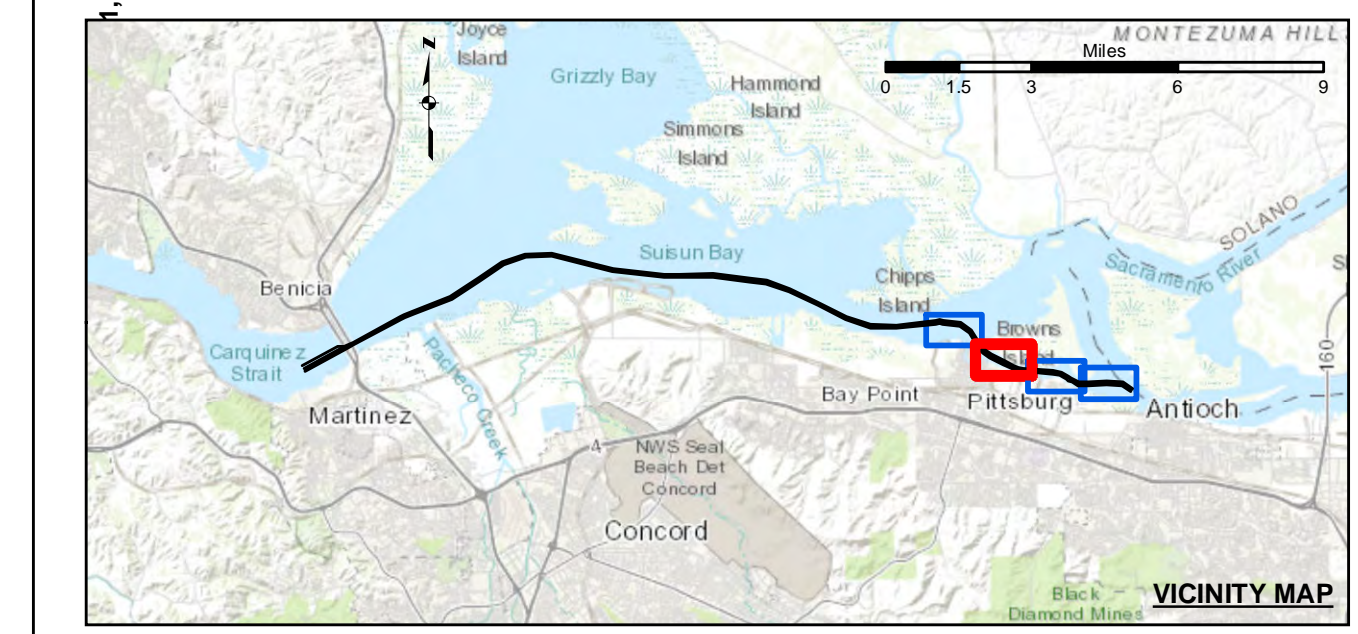 Joyce
Island
MONTEZUMA HILLS
Miles
0 1.5 3 6 9
N
Grizzly Bay
Hammond
Island
Simmons
Island
SOLANO
Sacramento River
Suisun Bay
Chipps
Island
Benicia
Browns
Island
Carquinez
Strait
Pacheco Creek
160
Bay Point
Pittsburg
Antioch
Martinez
4
NWS Seal
Beach Det
Concord
Concord
Black
Diamond Mines
VICINITY MAP